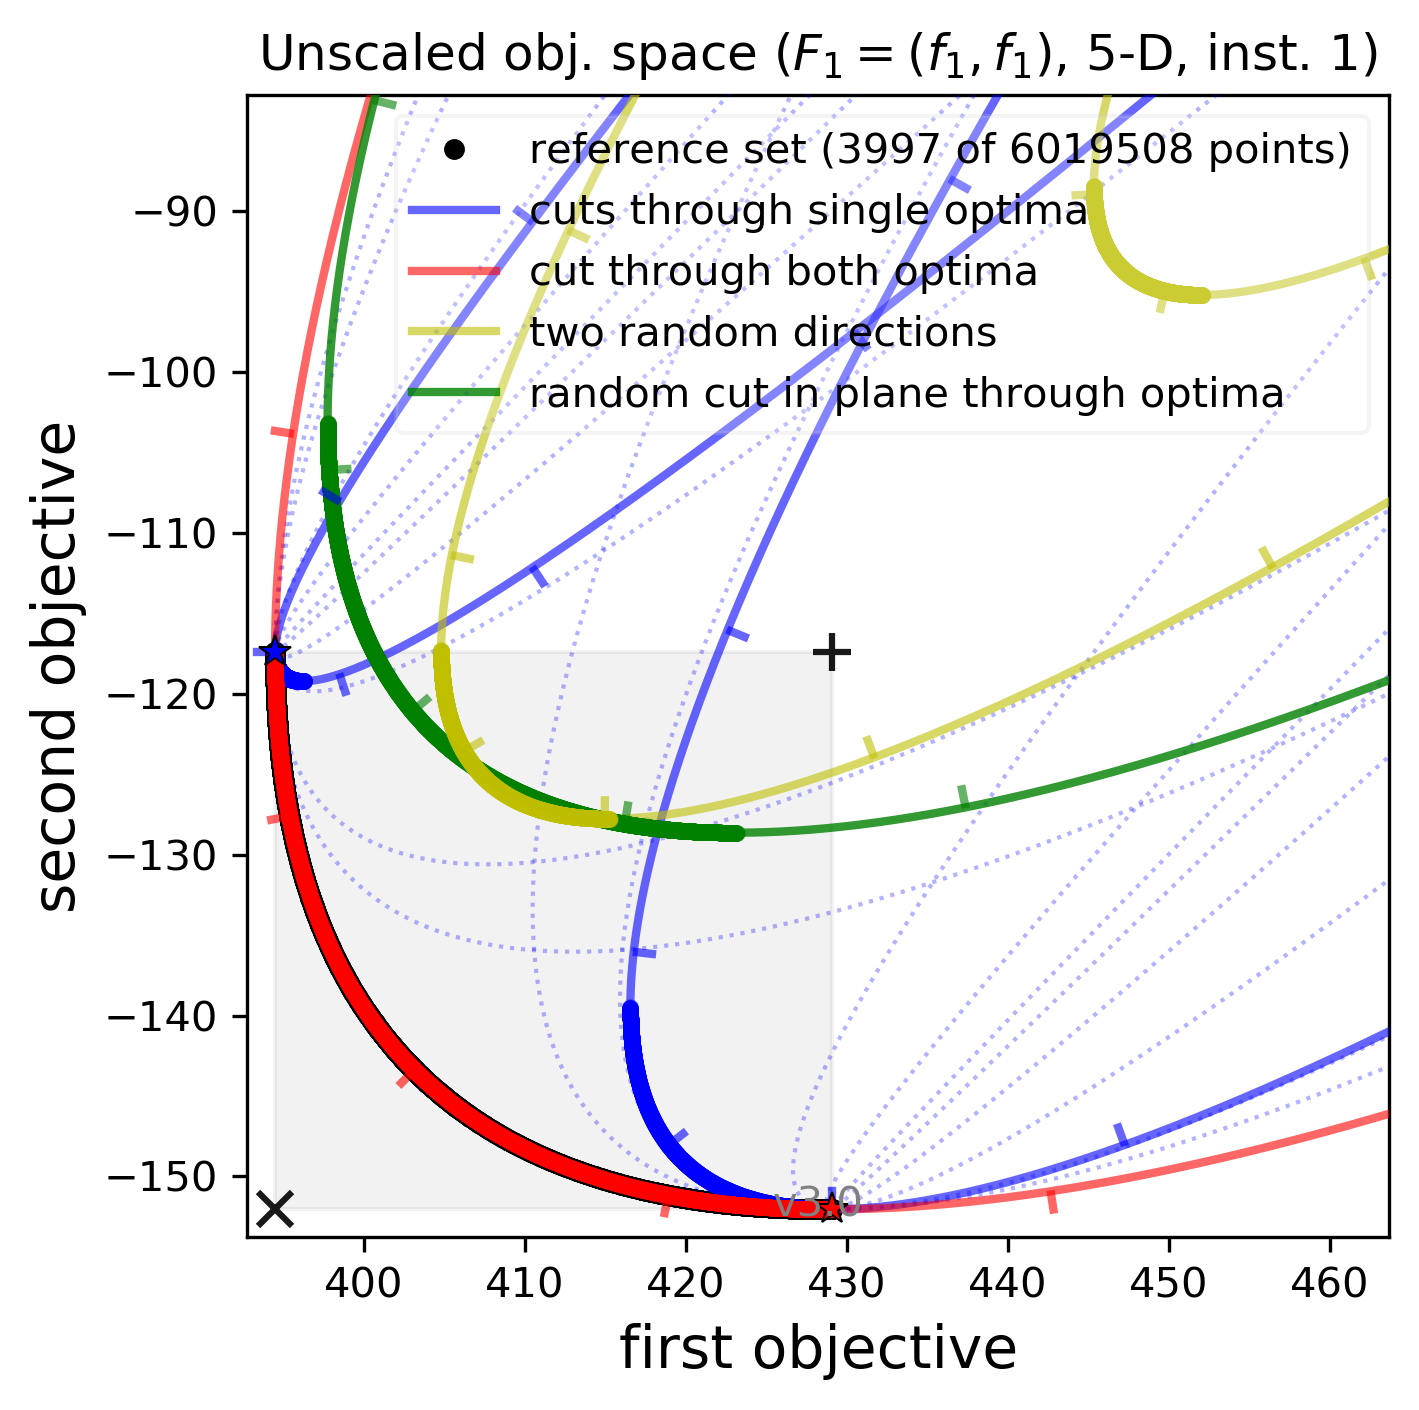 Unscaled obj. space (F₁ = (f₁, f₁), 5-D, inst. 1)
reference set (3997 of 6019508 points)
cuts through single optima
cut through both optima
two random directions
random cut in plane through optima
second objective
−90
−100
−110
−120
−130
−140
−150
v3.0
400 410 420 430 440 450 460
first objective